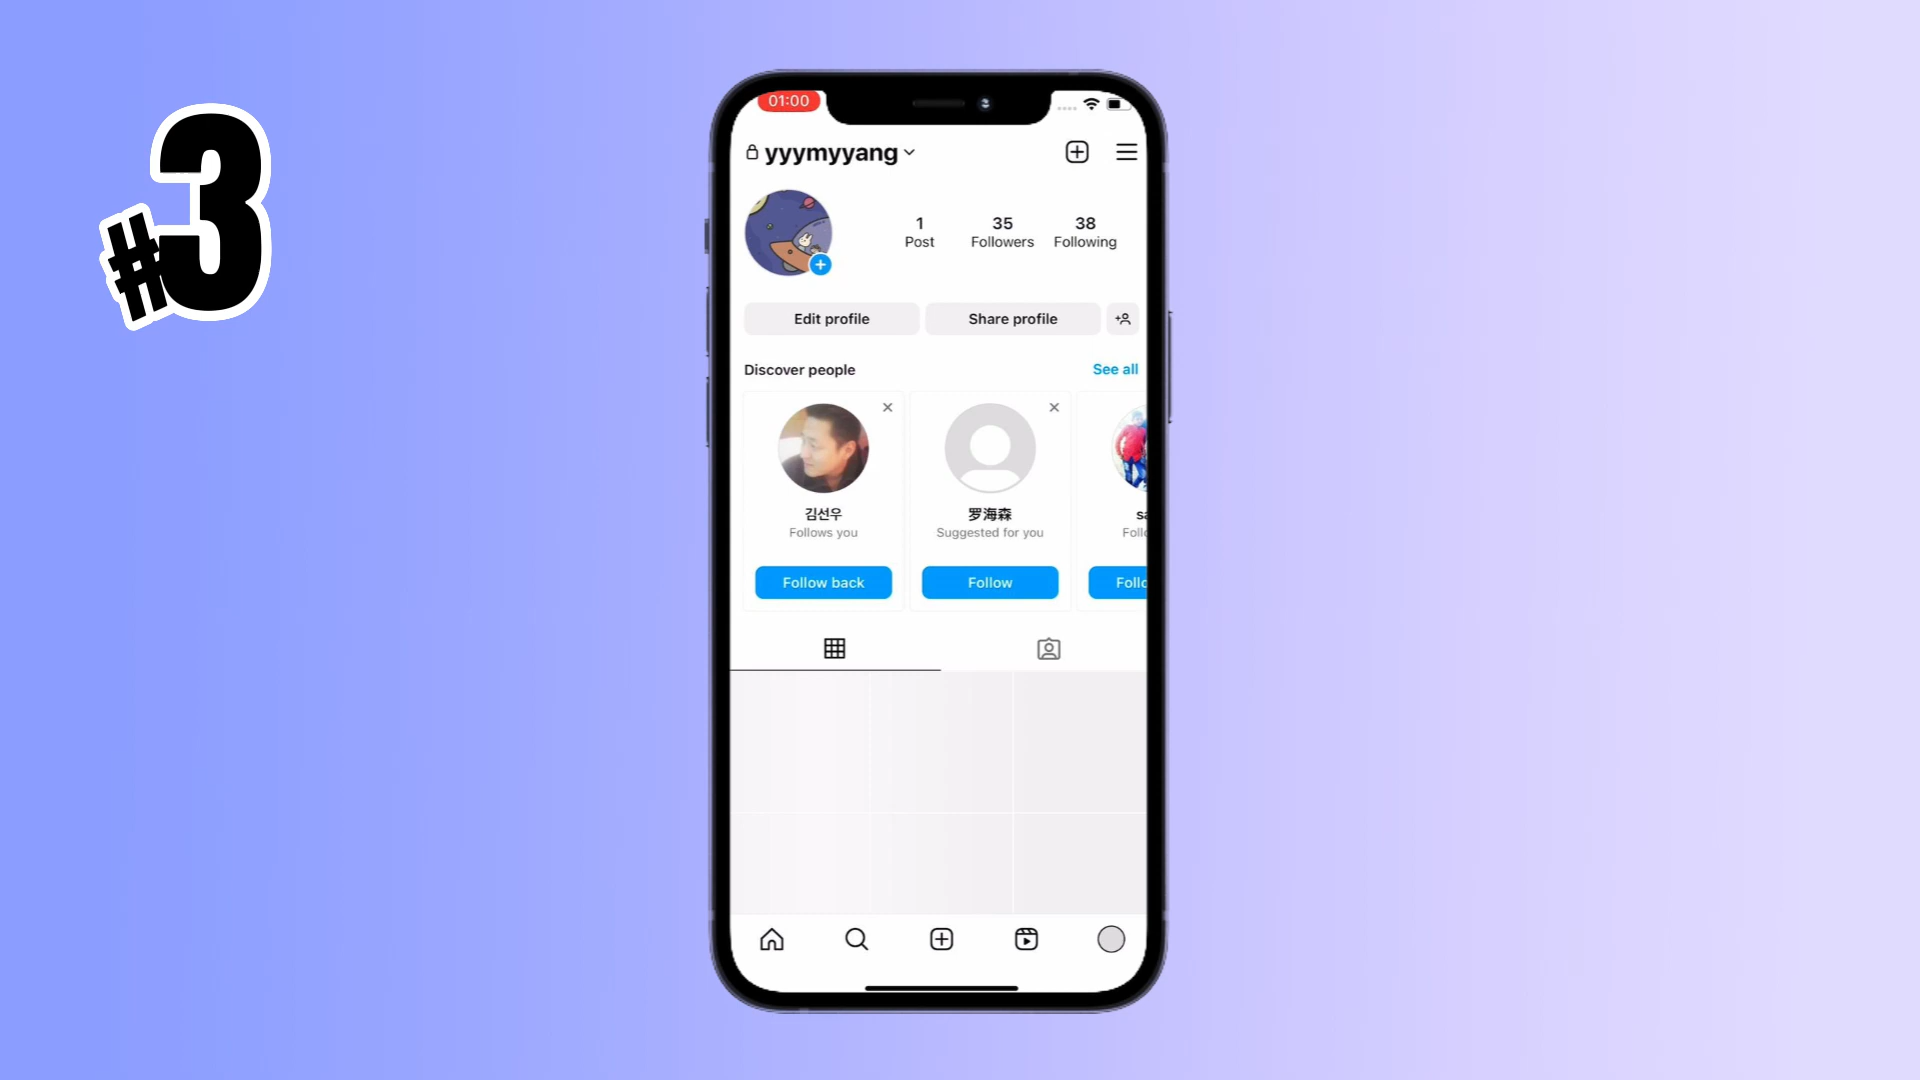 #3
01:00
yyymyyang
1 35 38
Post Followers Following
Edit profile Share profile
Discover people See all
김선우 罗海森
Follows you Suggested for you
Follow back Follow